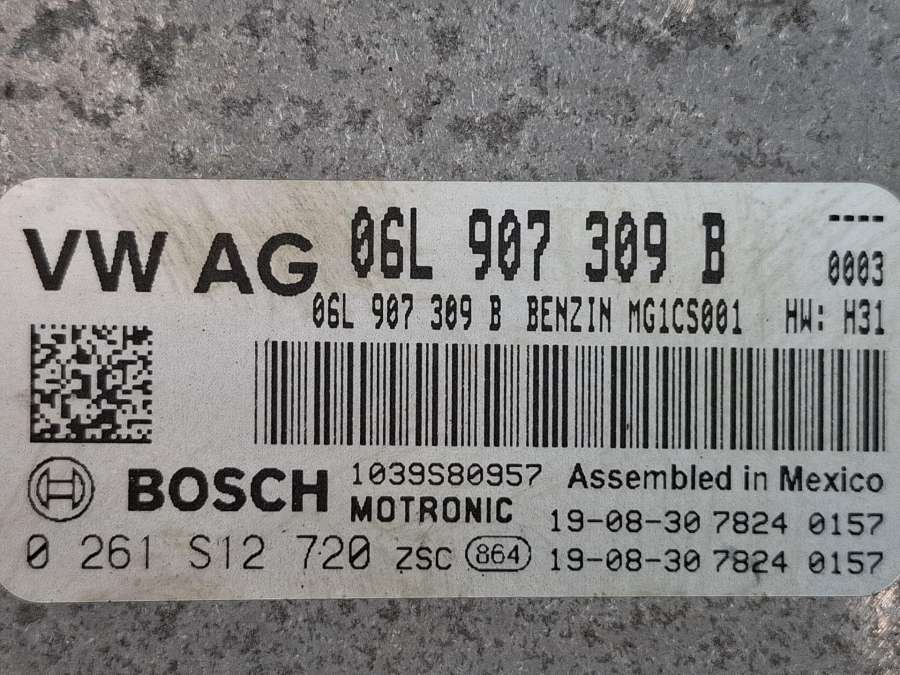 VW AG 06L 907 309 B ----
0003
06L 907 309 B BENZIN MG1CS001 HW: H31
BOSCH 1039S80957 Assembled in Mexico
MOTRONIC 19-08-30 7824 0157
0 261 S12 720 ZSC 864 19-08-30 7824 0157